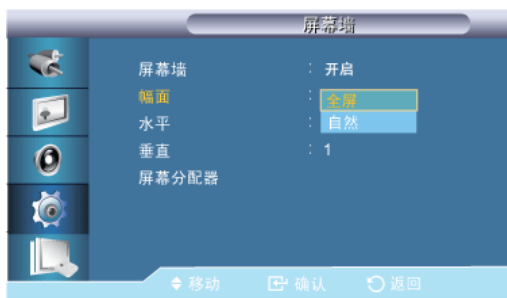 屏幕墙
屏幕墙 : 开启
幅面 : 全屏
自然
水平 :
垂直 : 1
屏幕分配器
移动 确认 返回